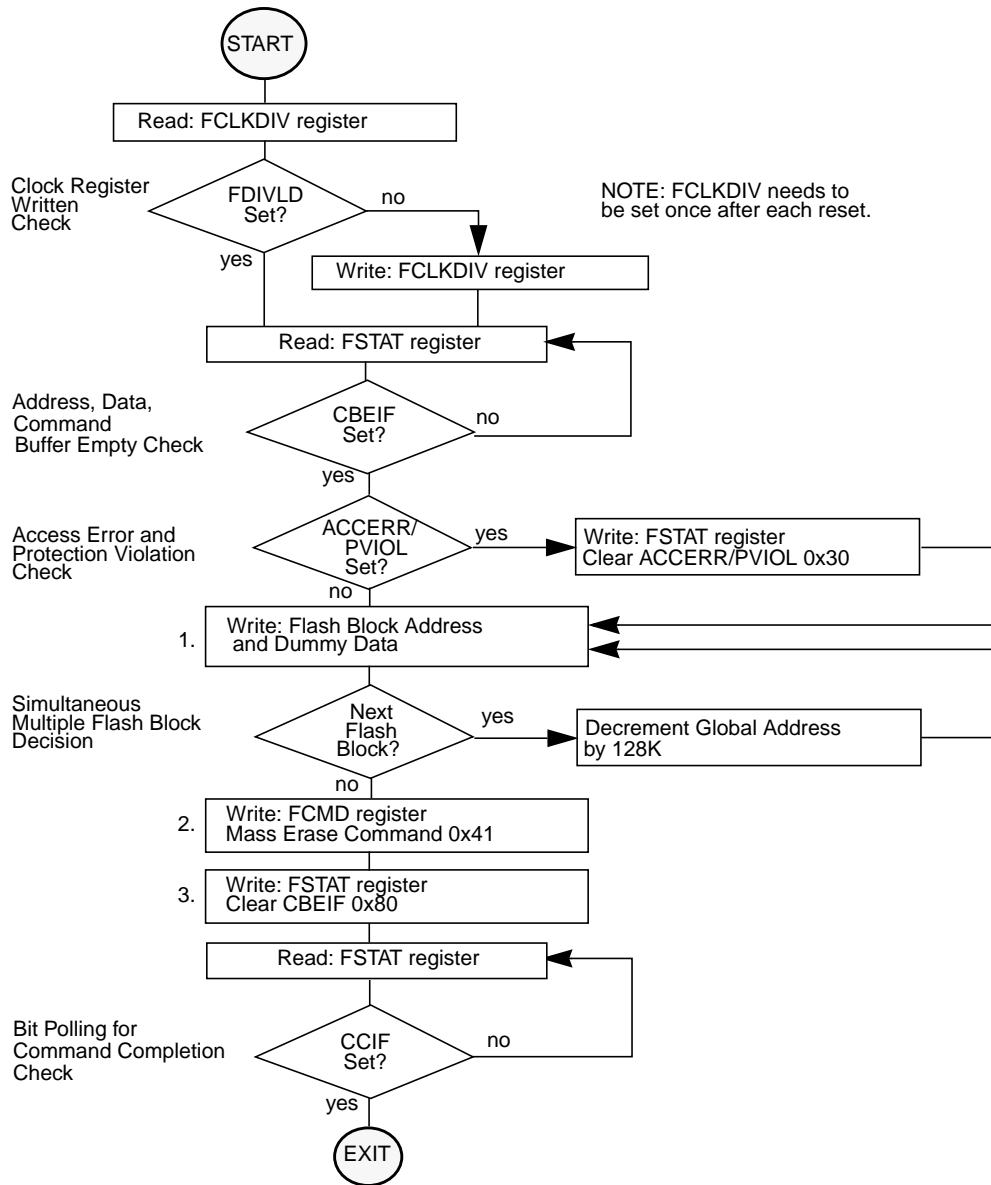 START
Read: FCLKDIV register
Clock Register
Written
Check
FDIVLD
Set?
no
yes
NOTE: FCLKDIV needs to
be set once after each reset.
Write: FCLKDIV register
Read: FSTAT register
Address, Data,
Command
Buffer Empty Check
CBEIF
Set?
no
yes
Access Error and
Protection Violation
Check
ACCERR/
PVIOL
Set?
yes
no
Write: FSTAT register
Clear ACCERR/PVIOL 0x30
1.
Write: Flash Block Address
and Dummy Data
Simultaneous
Multiple Flash Block
Decision
Next
Flash
Block?
yes
no
Decrement Global Address
by 128K
2.
Write: FCMD register
Mass Erase Command 0x41
3.
Write: FSTAT register
Clear CBEIF 0x80
Read: FSTAT register
Bit Polling for
Command Completion
Check
CCIF
Set?
no
yes
EXIT